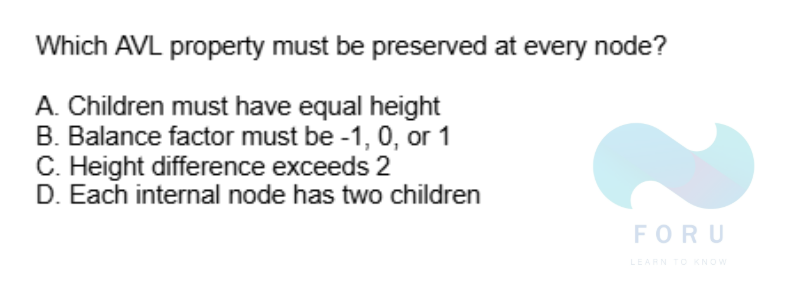 Which AVL property must be preserved at every node?
A. Children must have equal height
B. Balance factor must be -1, 0, or 1
C. Height difference exceeds 2
D. Each internal node has two children
FORU
LEARN TO KNOW